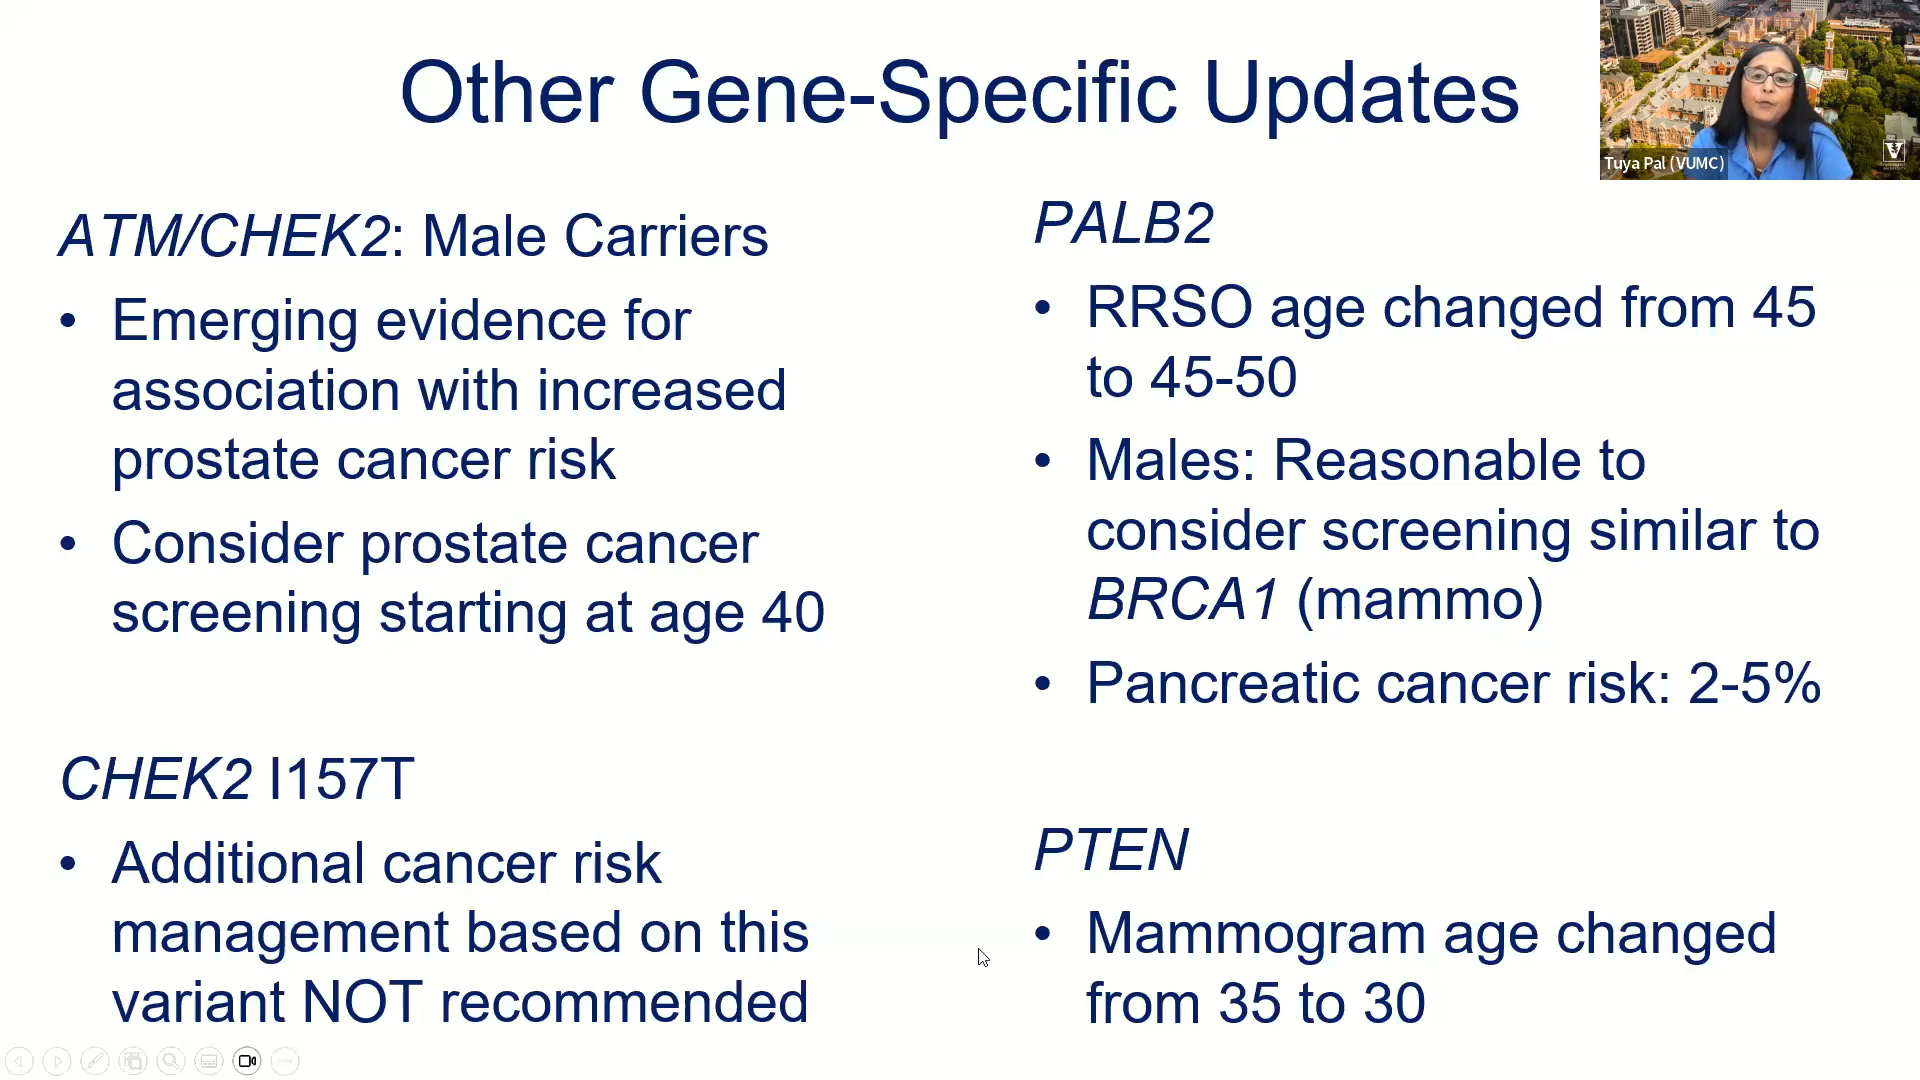 Other Gene-Specific Updates
Tuya Pal (VUMC)
ATM/CHEK2: Male Carriers
• Emerging evidence for
association with increased
prostate cancer risk
• Consider prostate cancer
screening starting at age 40
CHEK2 I157T
• Additional cancer risk
management based on this
variant NOT recommended
PALB2
• RRSO age changed from 45
to 45-50
• Males: Reasonable to
consider screening similar to
BRCA1 (mammo)
• Pancreatic cancer risk: 2-5%
PTEN
• Mammogram age changed
from 35 to 30